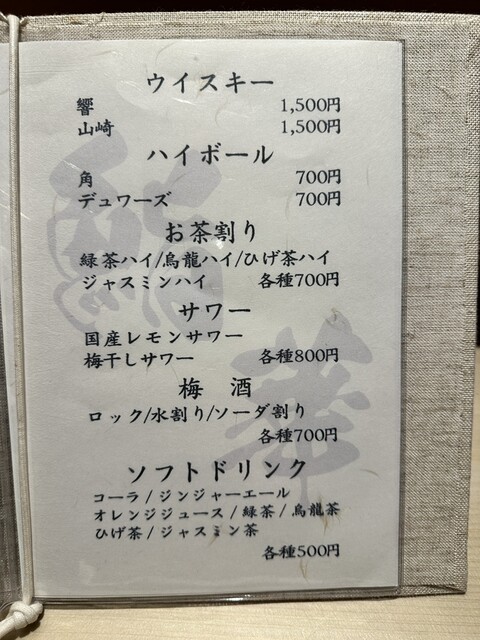 ウイスキー
響 1,500円
山崎 1,500円
ハイボール
角 700円
デュワーズ 700円
お茶割り
緑茶ハイ/烏龍ハイ/ひげ茶ハイ
ジャスミンハイ 各種700円
サワー
国産レモンサワー
梅干しサワー 各種800円
梅 酒
ロック/水割り/ソーダ割り
各種700円
ソフトドリンク
コーラ / ジンジャーエール
オレンジジュース / 緑茶 / 烏龍茶
ひげ茶 / ジャスミン茶
各種500円